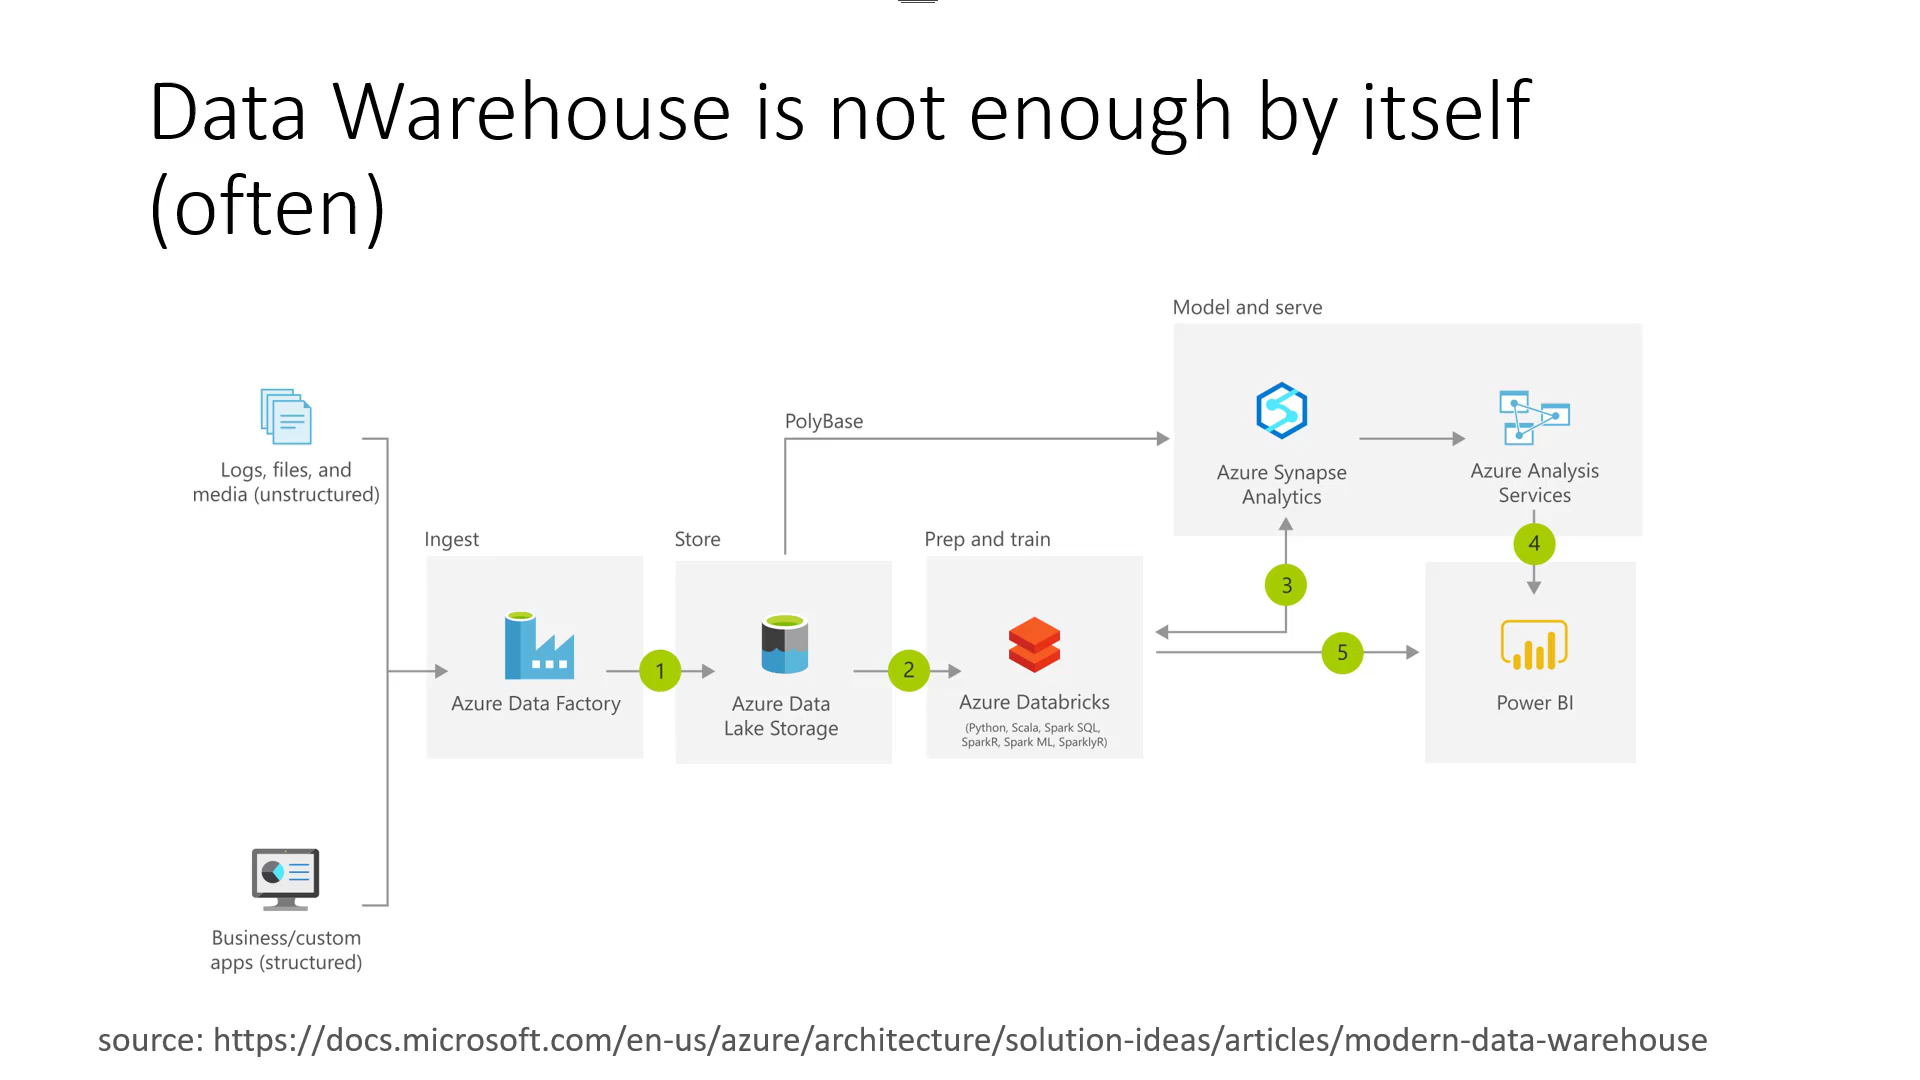 Data Warehouse is not enough by itself
(often)
Model and serve
PolyBase
Logs, files, and
media (unstructured)
Azure Synapse
Analytics
Azure Analysis
Services
Ingest
Store
Prep and train
4
3
1
2
5
Azure Data Factory
Azure Data
Lake Storage
Azure Databricks
(Python, Scala, Spark SQL,
SparkR, Spark ML, SparklyR)
Power BI
Business/custom
apps (structured)
source: https://docs.microsoft.com/en-us/azure/architecture/solution-ideas/articles/modern-data-warehouse